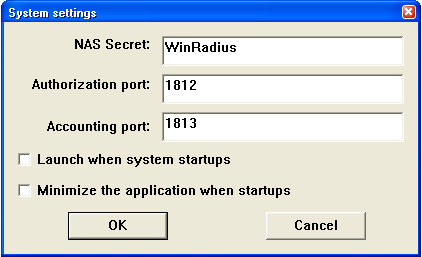 System settings
NAS Secret: WinRadius
Authorization port: 1812
Accounting port: 1813
Launch when system startups
Minimize the application when startups
OK Cancel